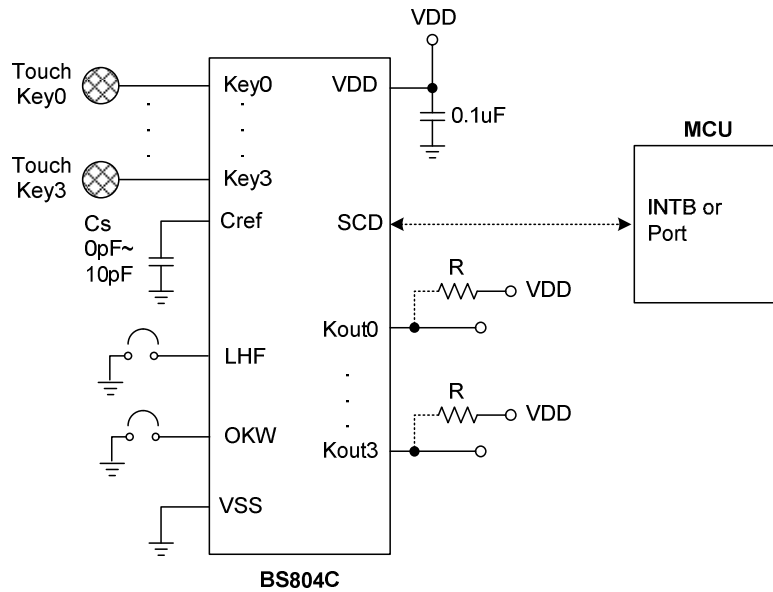 VDD
Touch
Key0
Key0
VDD
0.1uF
MCU
Touch
Key3
Key3
Cs
0pF~
10pF
Cref
SCD
INTB or
Port
R
VDD
Kout0
LHF
R
VDD
OKW
Kout3
VSS
BS804C